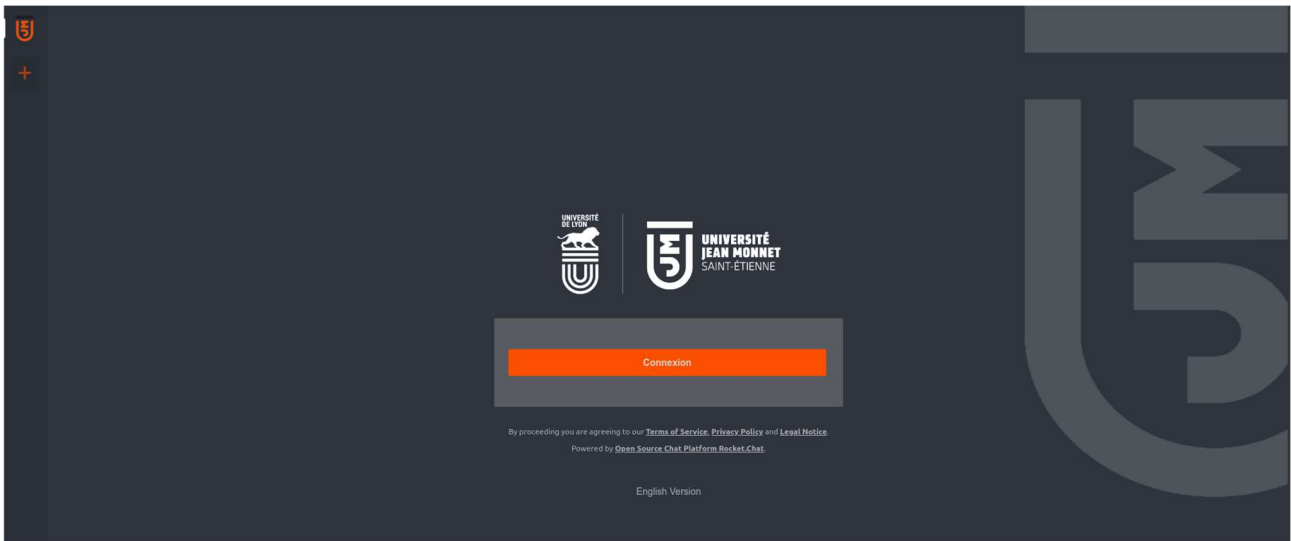 UNIVERSITÉ
DE LYON
UNIVERSITÉ
JEAN MONNET
SAINT-ÉTIENNE
Connexion
By proceeding you are agreeing to our Terms of Service, Privacy Policy and Legal Notice.
Powered by Open Source Chat Platform Rocket.Chat.
English Version